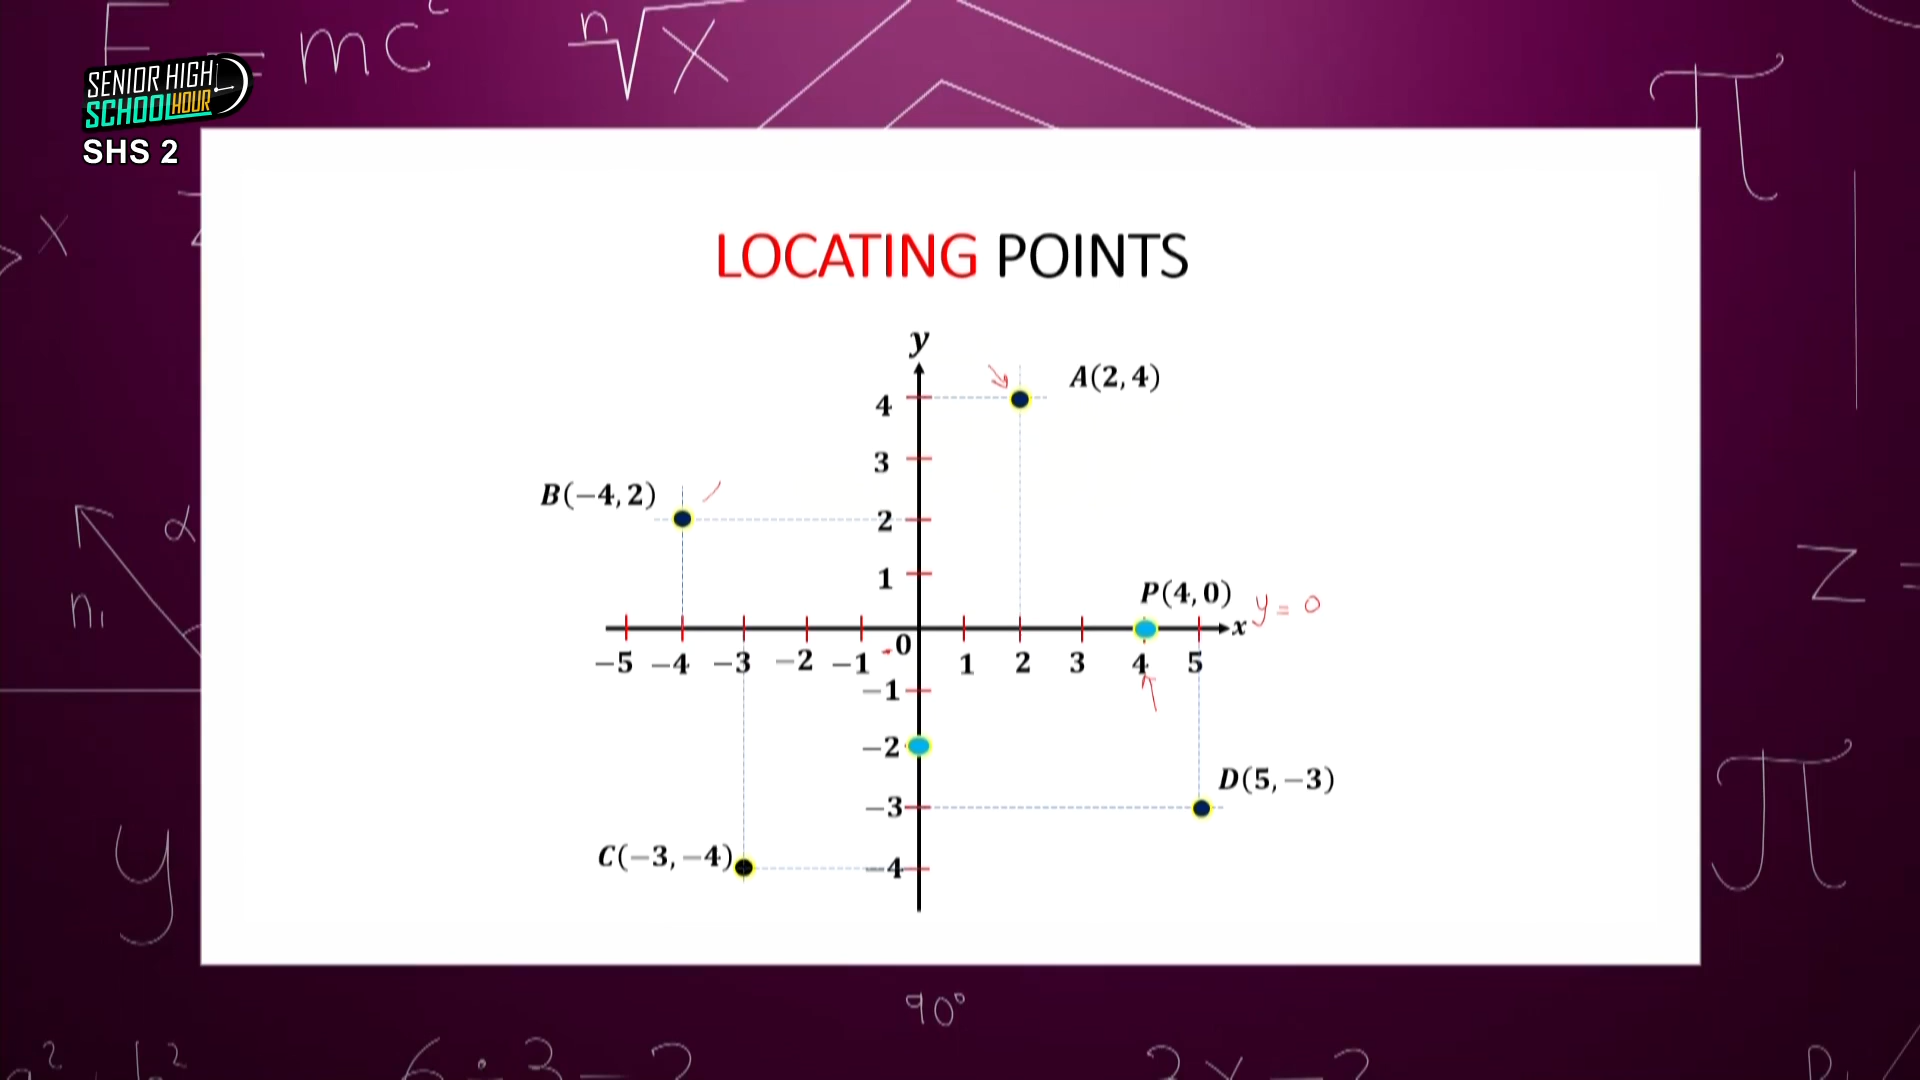 E = mc²
ⁿ√x
π
SENIOR HIGH
SCHOOL HOUR
SHS 2
x
LOCATING POINTS
y
A(2, 4)
4
3
B(−4, 2)
α
2
z =
1
P(4, 0)
y = 0
n₁
x
0
−5 −4 −3 −2 −1 1 2 3 4 5
−1
−2
D(5, −3)
−3
π
y
C(−3, −4)
−4
90°